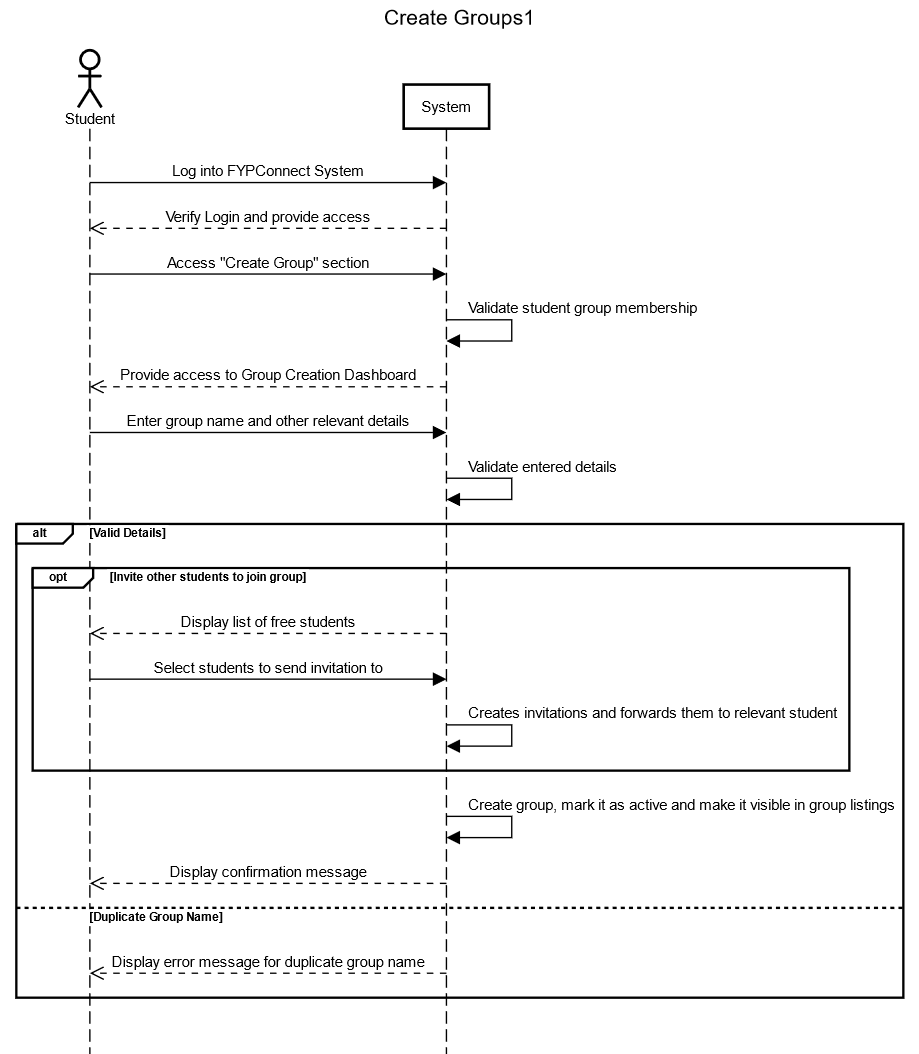 Create Groups1
Student
System
Log into FYPConnect System
Verify Login and provide access
Access "Create Group" section
Validate student group membership
Provide access to Group Creation Dashboard
Enter group name and other relevant details
Validate entered details
alt [Valid Details]
opt [Invite other students to join group]
Display list of free students
Select students to send invitation to
Creates invitations and forwards them to relevant student
Create group, mark it as active and make it visible in group listings
Display confirmation message
[Duplicate Group Name]
Display error message for duplicate group name